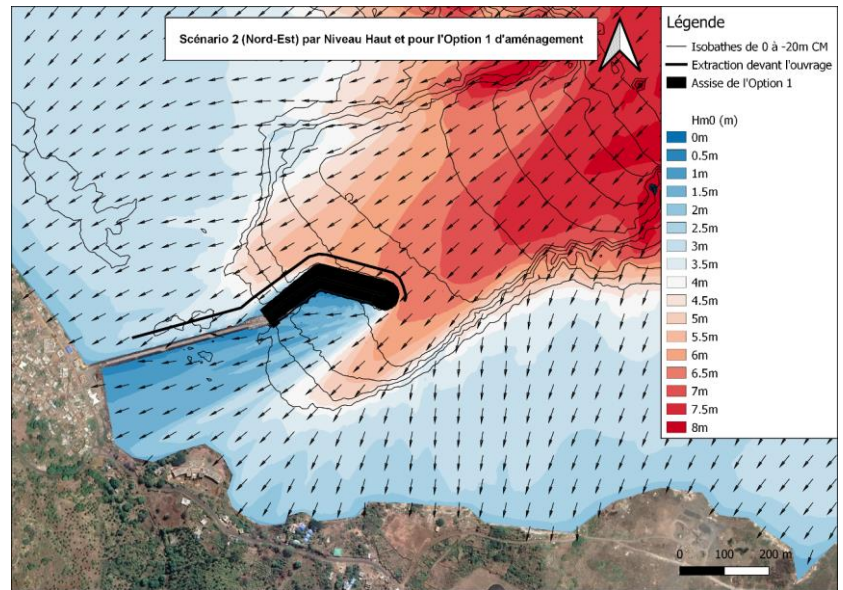 Scénario 2 (Nord-Est) par Niveau Haut et pour l'Option 1 d'aménagement
Légende
Isobathes de 0 à -20m CM
Extraction devant l'ouvrage
Assise de l'Option 1
Hm0 (m)
0m
0.5m
1m
1.5m
2m
2.5m
3m
3.5m
4m
4.5m
5m
5.5m
6m
6.5m
7m
7.5m
8m
0 100 200 m